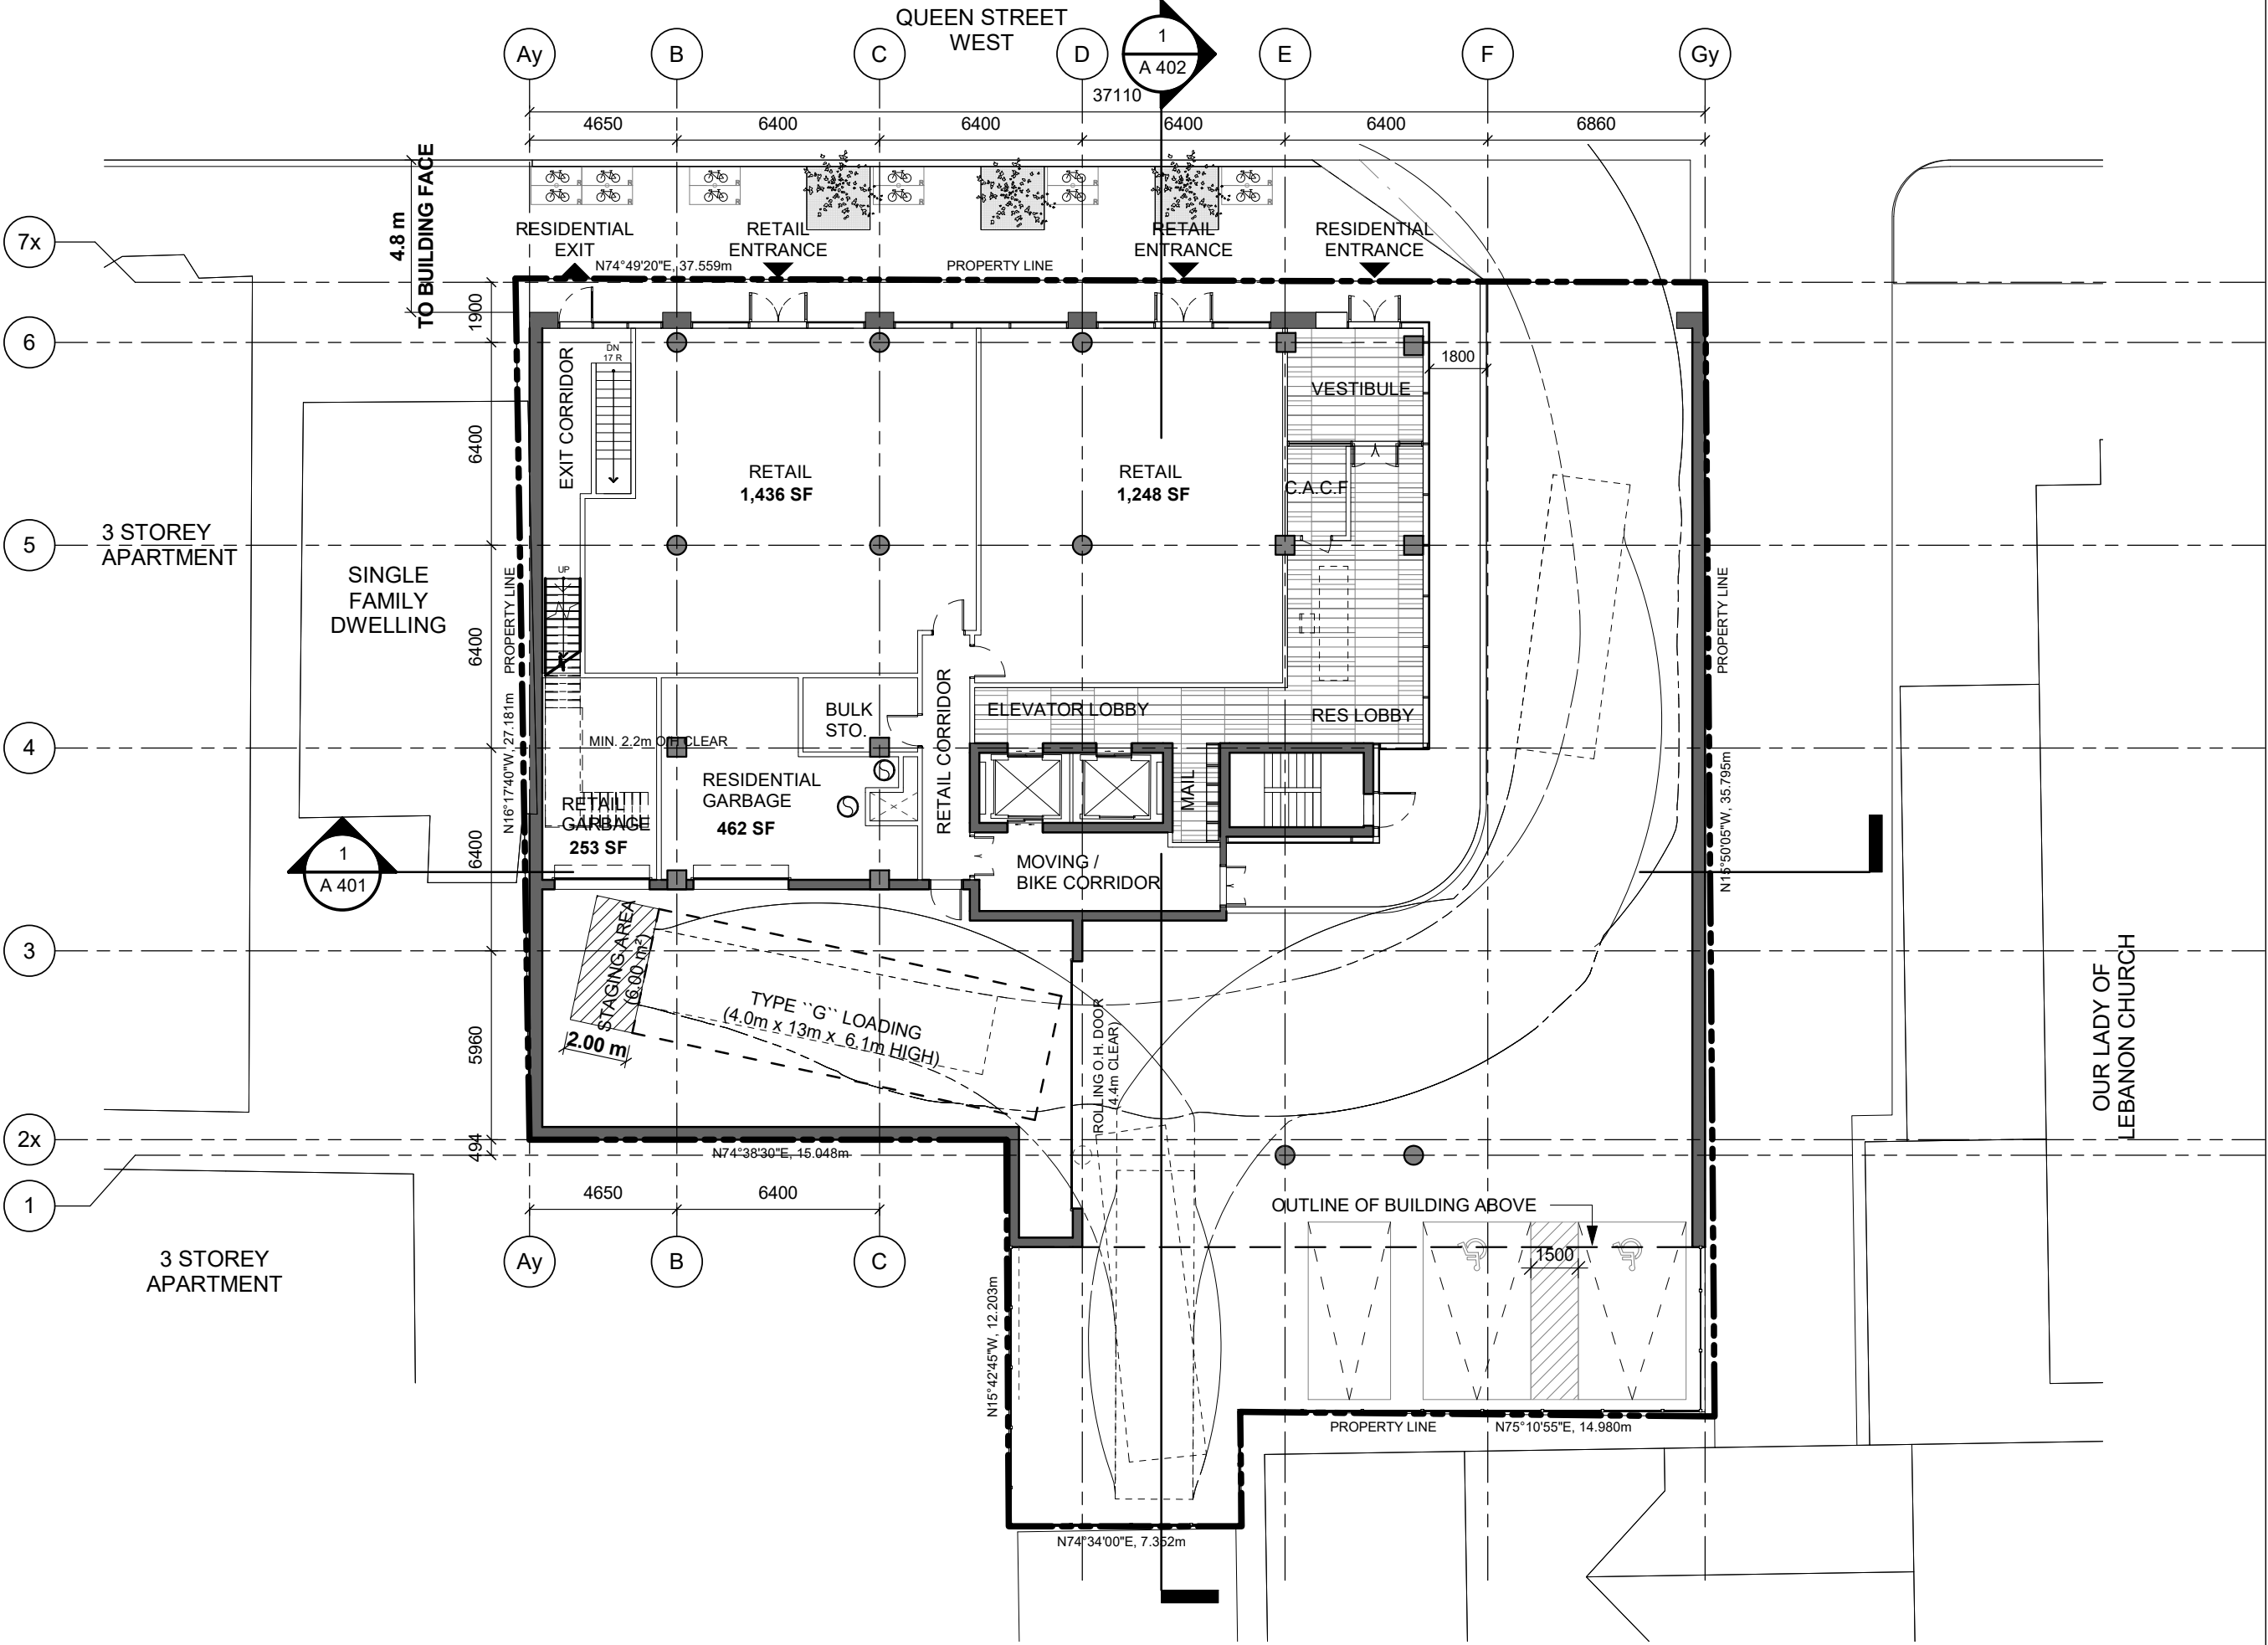 QUEEN STREET
WEST
Ay
B
C
D
E
F
Gy
1
A 402
37110
4650
6400
6400
6400
6400
6860
4.8 m
TO BUILDING FACE
RESIDENTIAL
EXIT
RETAIL
ENTRANCE
RETAIL
ENTRANCE
RESIDENTIAL
ENTRANCE
N74°49'20"E, 37.559m
PROPERTY LINE
7x
6
5
4
3
2x
1
1900
6400
6400
6400
5960
494
3 STOREY
APARTMENT
SINGLE
FAMILY
DWELLING
PROPERTY LINE
N16°17'40"W, 27.181m
EXIT CORRIDOR
DN
17 R
UP
RETAIL
1,436 SF
RETAIL
1,248 SF
VESTIBULE
1800
C.A.C.F
PROPERTY LINE
N15°50'05"W, 35.795m
BULK
STO.
RETAIL CORRIDOR
ELEVATOR LOBBY
RES LOBBY
MIN. 2.2m O/H CLEAR
RESIDENTIAL
GARBAGE
462 SF
RETAIL
GARBAGE
253 SF
MAIL
MOVING /
BIKE CORRIDOR
1
A 401
STAGING AREA
(6.00 m²)
2.00 m
TYPE ``G`` LOADING
(4.0m x 13m x 6.1m HIGH)
ROLLING O.H. DOOR
(4.4m CLEAR)
OUR LADY OF
LEBANON CHURCH
N74°38'30"E, 15.048m
4650
6400
Ay
B
C
3 STOREY
APARTMENT
OUTLINE OF BUILDING ABOVE
1500
N15°42'45"W, 12.203m
PROPERTY LINE
N75°10'55"E, 14.980m
N74°34'00"E, 7.352m